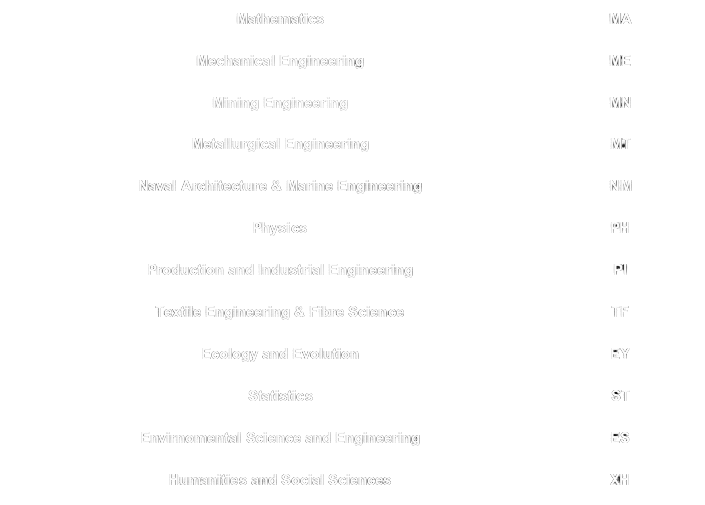 Mathematics MA
Mechanical Engineering ME
Mining Engineering MN
Metallurgical Engineering MT
Naval Architecture & Marine Engineering NM
Physics PH
Production and Industrial Engineering PI
Textile Engineering & Fibre Science TF
Ecology and Evolution EY
Statistics ST
Envirnomental Science and Engineering ES
Humanities and Social Sciences XH